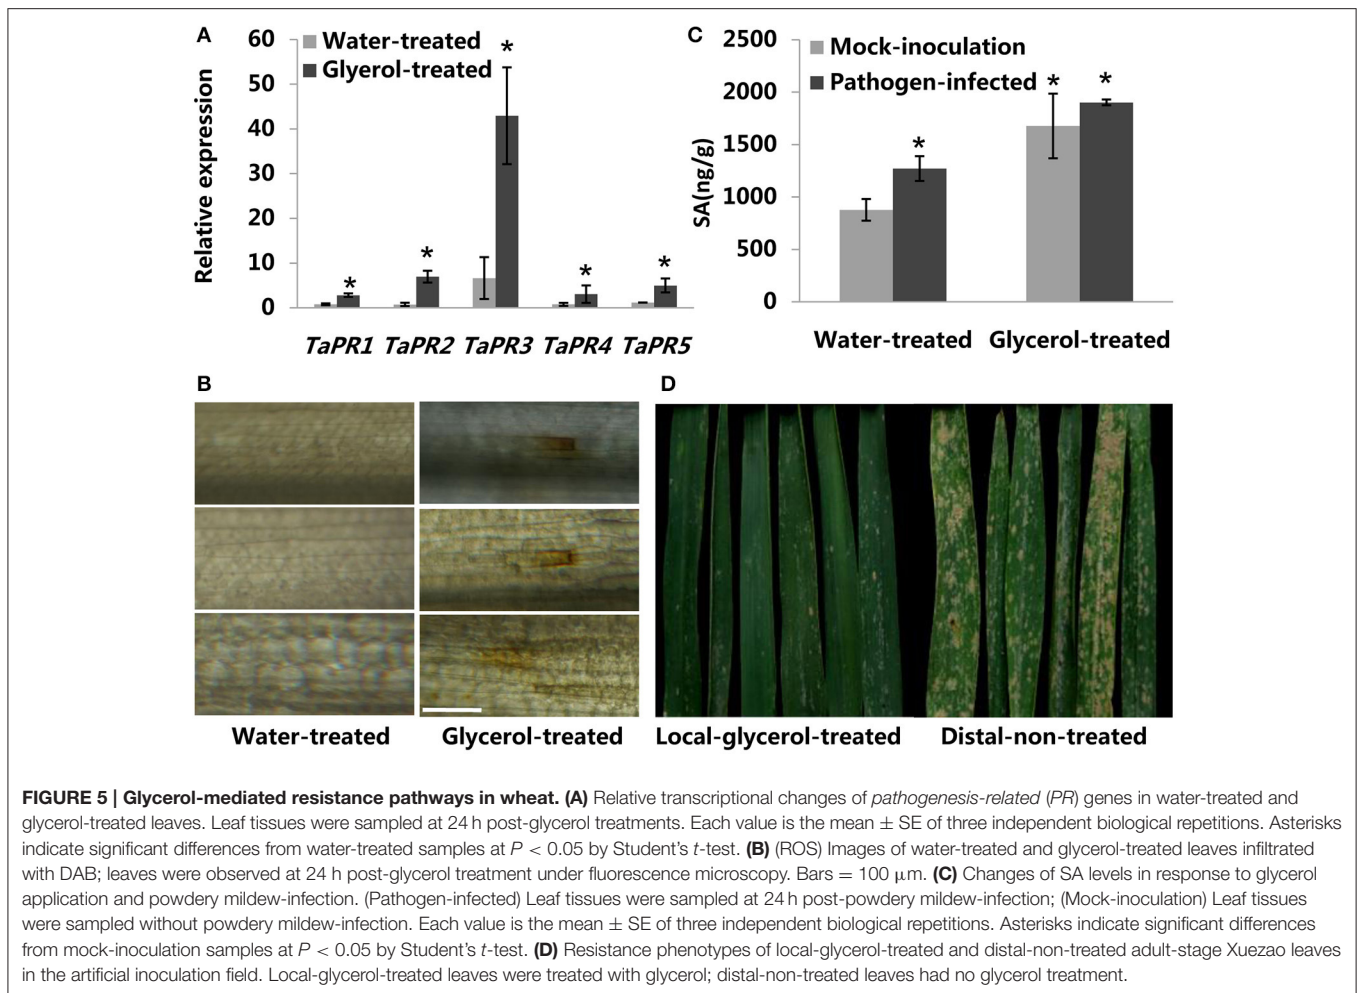 A
60
50
40
30
20
10
0
Relative expression
Water-treated
Glyerol-treated
*
*
*
*
*
TaPR1 TaPR2 TaPR3 TaPR4 TaPR5
C
2500
2000
1500
1000
500
0
SA(ng/g)
Mock-inoculation
Pathogen-infected
*
*
*
Water-treated Glycerol-treated
B
Water-treated Glycerol-treated
D
Local-glycerol-treated Distal-non-treated
FIGURE 5 | Glycerol-mediated resistance pathways in wheat. (A) Relative transcriptional changes of pathogenesis-related (PR) genes in water-treated and
glycerol-treated leaves. Leaf tissues were sampled at 24 h post-glycerol treatments. Each value is the mean ± SE of three independent biological repetitions. Asterisks
indicate significant differences from water-treated samples at P < 0.05 by Student's t-test. (B) (ROS) Images of water-treated and glycerol-treated leaves infiltrated
with DAB; leaves were observed at 24 h post-glycerol treatment under fluorescence microscopy. Bars = 100 μm. (C) Changes of SA levels in response to glycerol
application and powdery mildew-infection. (Pathogen-infected) Leaf tissues were sampled at 24 h post-powdery mildew-infection; (Mock-inoculation) Leaf tissues
were sampled without powdery mildew-infection. Each value is the mean ± SE of three independent biological repetitions. Asterisks indicate significant differences
from mock-inoculation samples at P < 0.05 by Student's t-test. (D) Resistance phenotypes of local-glycerol-treated and distal-non-treated adult-stage Xuezao leaves
in the artificial inoculation field. Local-glycerol-treated leaves were treated with glycerol; distal-non-treated leaves had no glycerol treatment.